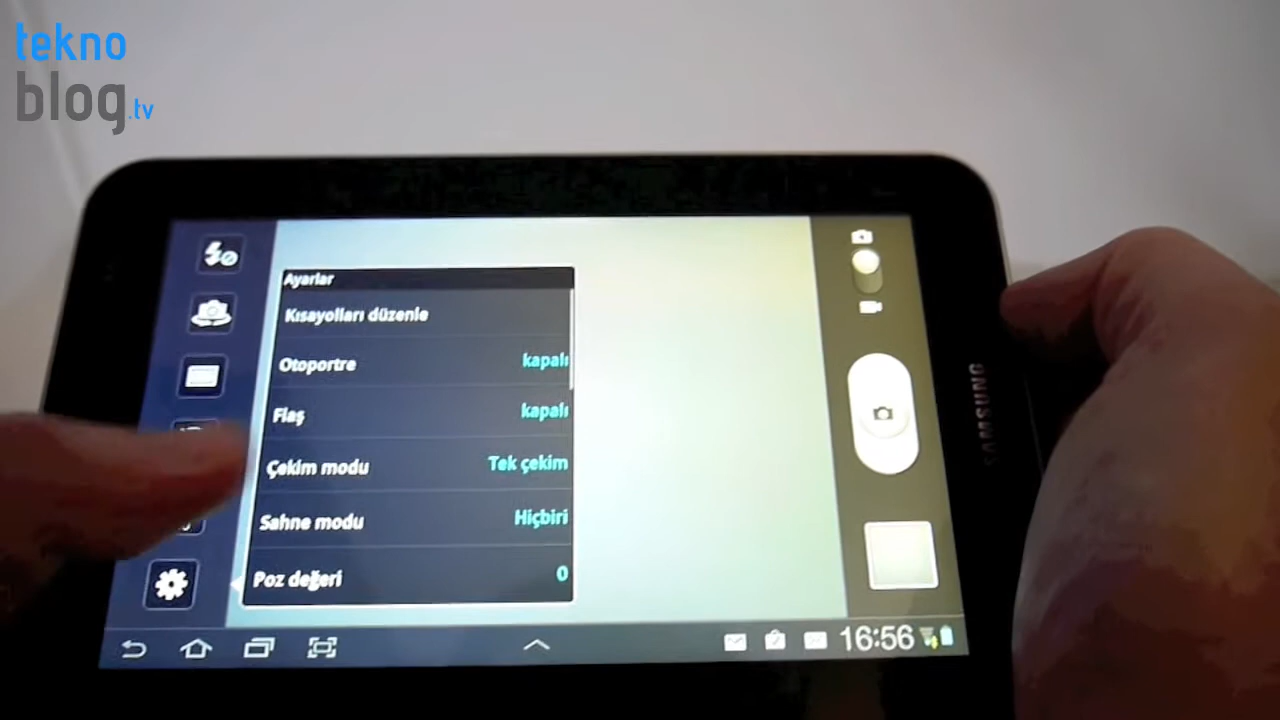 tekno
blog.tv
Ayarlar
Kısayolları düzenle
Otoportre kapalı
Flaş kapalı
Çekim modu Tek çekim
Sahne modu Hiçbiri
Poz değeri 0
SAMSUNG
16:56